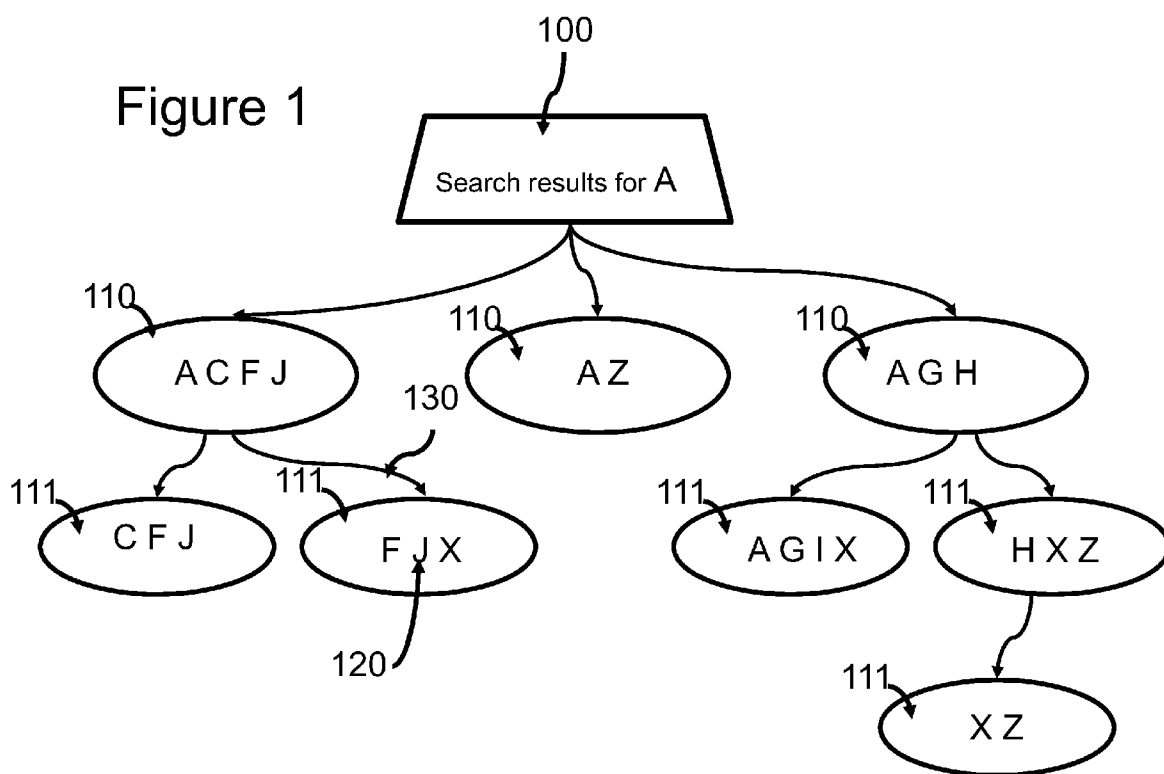 100
Figure 1
Search results for A
110
110
110
A C F J
A Z
A G H
130
111
111
111
111
C F J
F J X
A G I X
H X Z
120
111
X Z